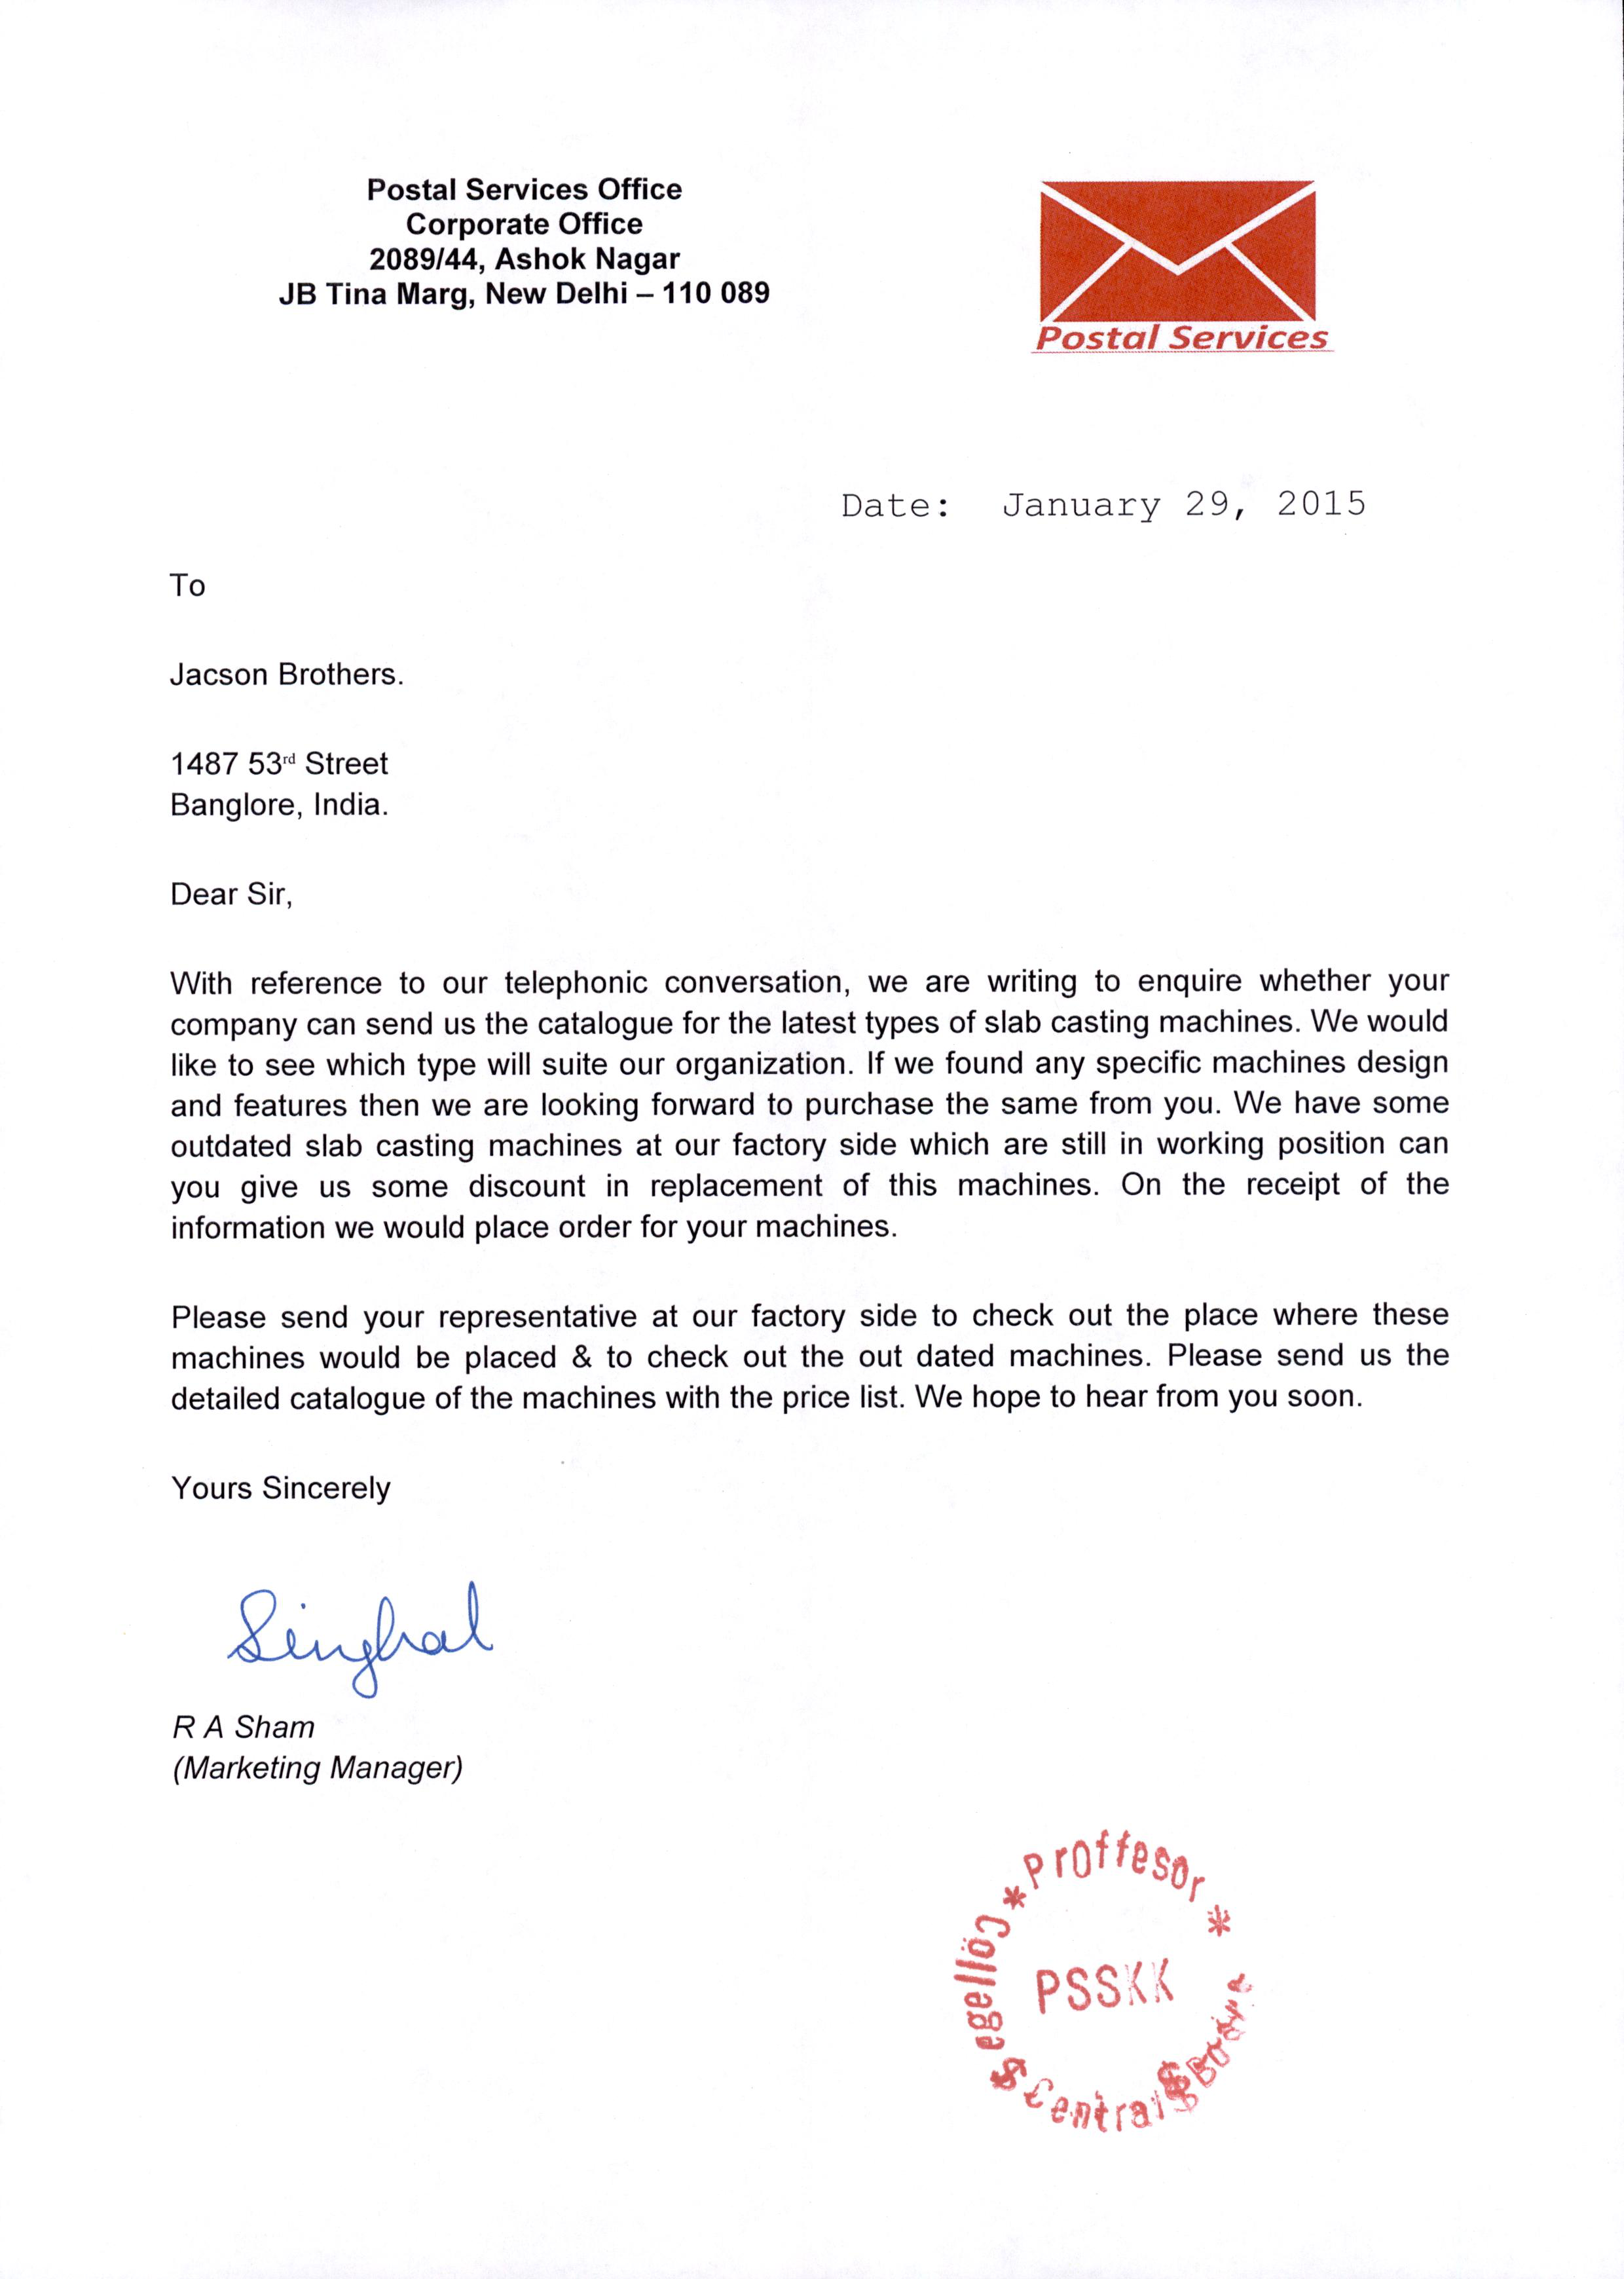 Postal Services Office
Corporate Office
2089/44, Ashok Nagar
JB Tina Marg, New Delhi – 110 089
Postal Services
Date: January 29, 2015
To
Jacson Brothers.
1487 53rd Street
Banglore, India.
Dear Sir,
With reference to our telephonic conversation, we are writing to enquire whether your
company can send us the catalogue for the latest types of slab casting machines. We would
like to see which type will suite our organization. If we found any specific machines design
and features then we are looking forward to purchase the same from you. We have some
outdated slab casting machines at our factory side which are still in working position can
you give us some discount in replacement of this machines. On the receipt of the
information we would place order for your machines.
Please send your representative at our factory side to check out the place where these
machines would be placed & to check out the out dated machines. Please send us the
detailed catalogue of the machines with the price list. We hope to hear from you soon.
Yours Sincerely
Singhal
R A Sham
(Marketing Manager)
*Proffesor*
PSSKK
Central